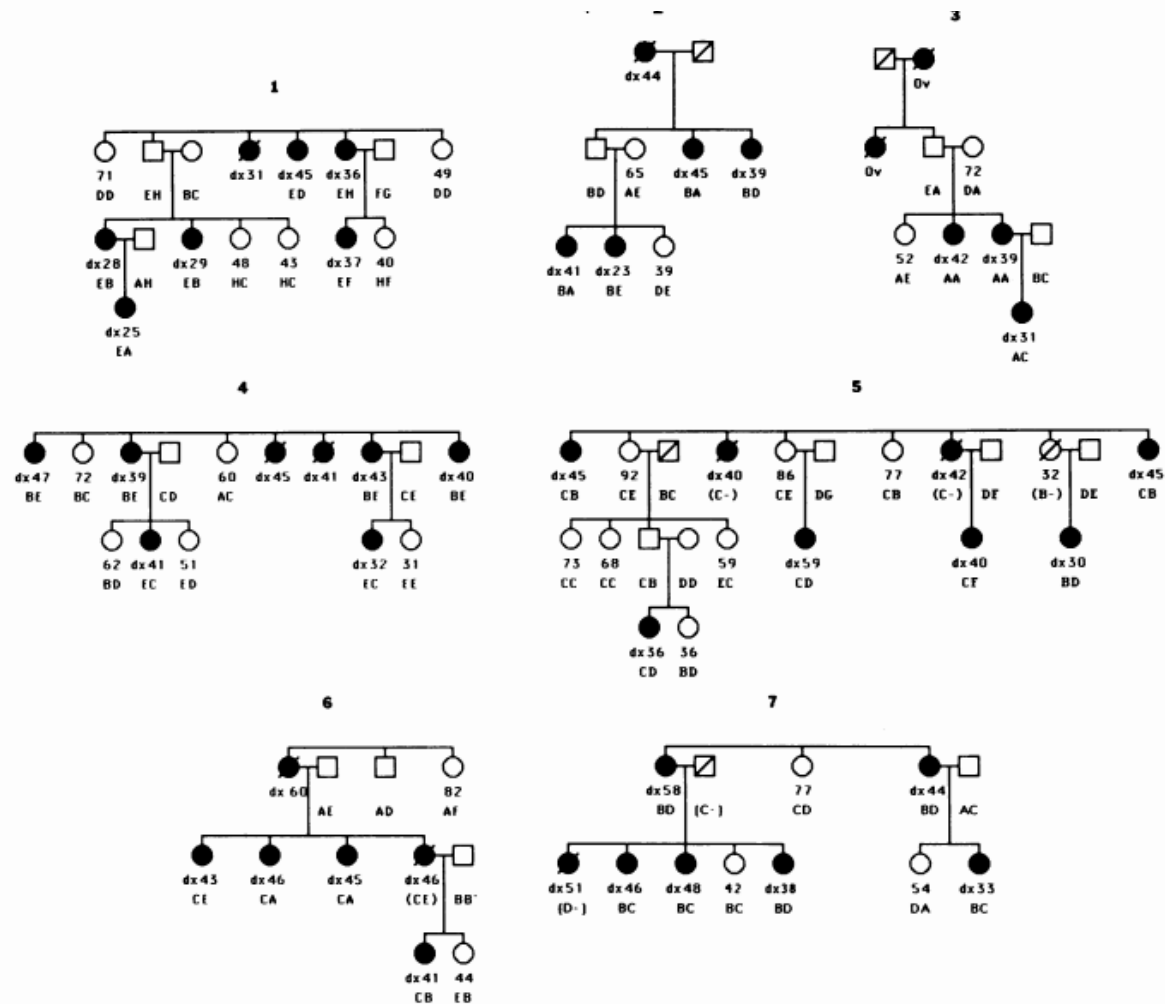 1
71 dx31 dx45 dx36 49
DD EH BC ED EH FG DD
dx28 dx29 48 43 dx37 40
EB AH EB HC HC EF HF
dx25
EA
dx44
65 dx45 dx39
BD AE BA BD
dx41 dx23 39
BA BE DE
3
Ov
Ov 72
EA DA
52 dx42 dx39
AE AA AA BC
dx31
AC
4
dx47 72 dx39 60 dx45 dx41 dx43 dx40
BE BC BE CD AC BE CE BE
62 dx41 51 dx32 31
BD EC ED EC EE
5
dx45 92 dx40 86 77 dx42 32 dx45
CB CE BC (C-) CE DG CB (C-) DE (B-) DE CB
73 68 59 dx59 dx40 dx30
CC CC CB DD EC CD CE BD
dx36 36
CD BD
6
dx60 82
AE AD AF
dx43 dx46 dx45 dx46
CE CA CA (CE) BB
dx41 44
CB EB
7
dx58 77 dx44
BD (C-) CD BD AC
dx51 dx46 dx48 42 dx38 54 dx33
(D-) BC BC BC BD DA BC